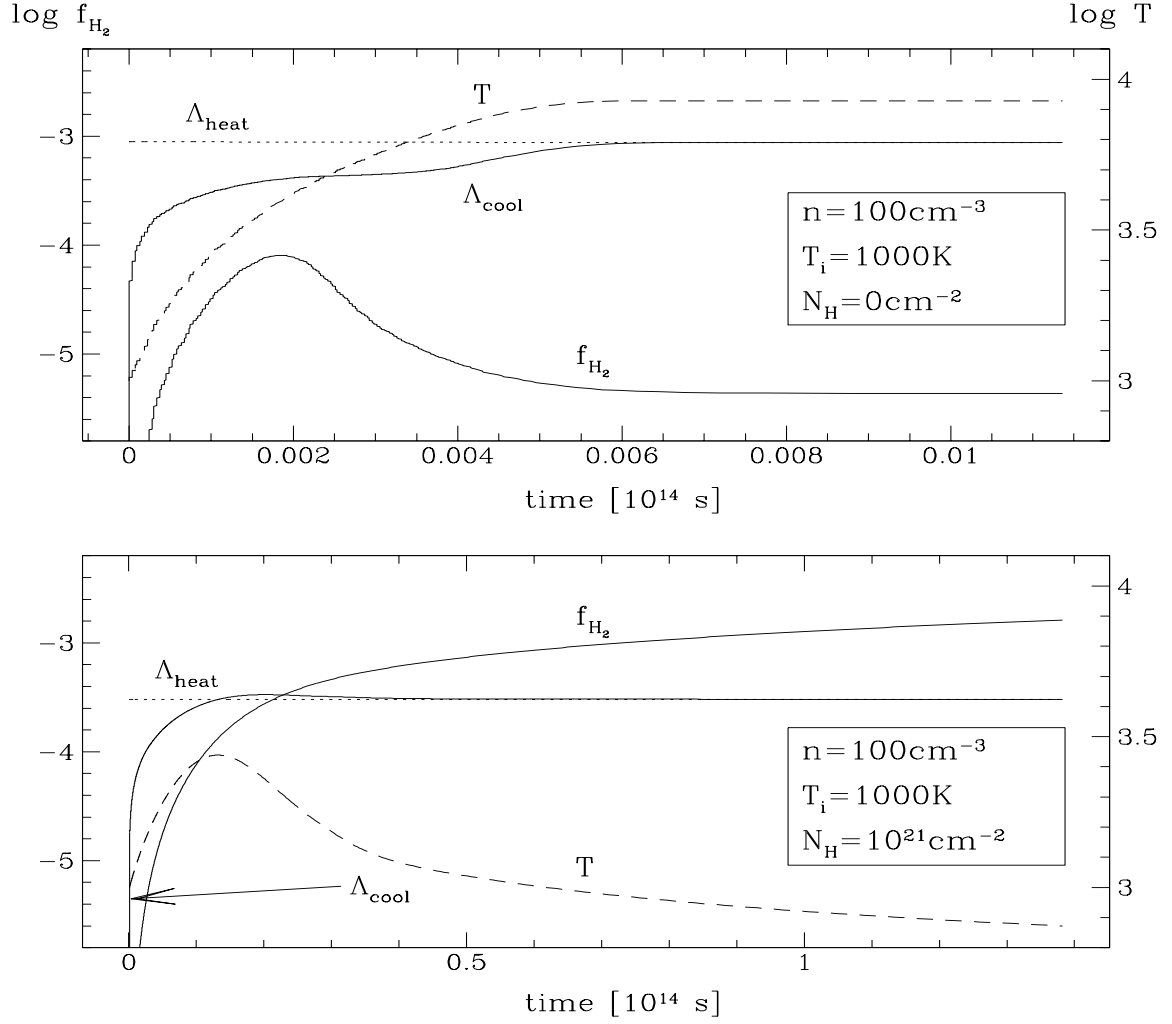 log f_H₂
log T
T
Λ_heat
Λ_cool
f_H₂
n=100cm⁻³
T_i=1000K
N_H=0cm⁻²
−3
−4
−5
4
3.5
3
0 0.002 0.004 0.006 0.008 0.01
time [10¹⁴ s]
f_H₂
Λ_heat
T
Λ_cool
n=100cm⁻³
T_i=1000K
N_H=10²¹cm⁻²
−3
−4
−5
4
3.5
3
0 0.5 1
time [10¹⁴ s]